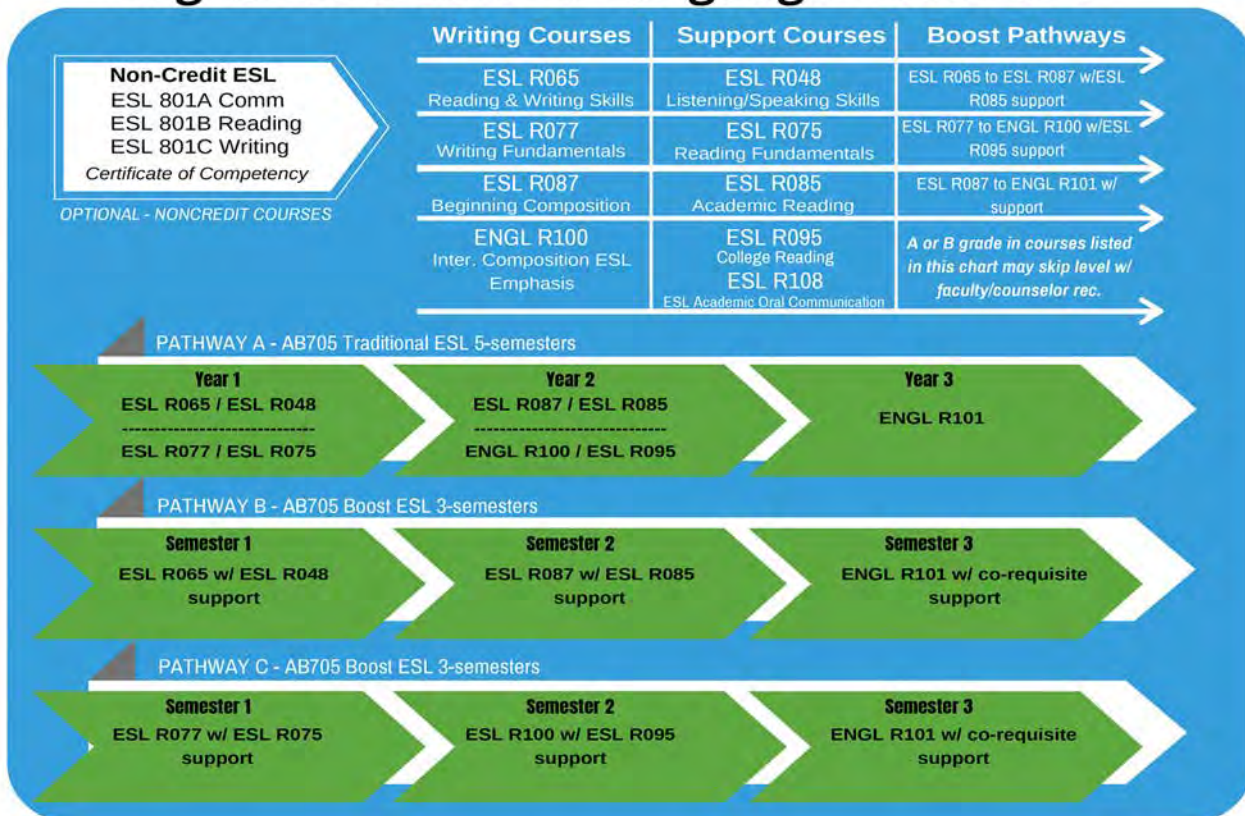 Non-Credit ESL
ESL 801A Comm
ESL 801B Reading
ESL 801C Writing
Certificate of Competency
OPTIONAL - NONCREDIT COURSES
Writing Courses
Support Courses
Boost Pathways
ESL R065
Reading & Writing Skills
ESL R048
Listening/Speaking Skills
ESL R065 to ESL R087 w/ESL
R085 support
ESL R077
Writing Fundamentals
ESL R075
Reading Fundamentals
ESL R077 to ENGL R100 w/ESL
R095 support
ESL R087
Beginning Composition
ESL R085
Academic Reading
ESL R087 to ENGL R101 w/
support
ENGL R100
Inter. Composition ESL
Emphasis
ESL R095
College Reading
ESL R108
ESL Academic Oral Communication
A or B grade in courses listed
in this chart may skip level w/
faculty/counselor rec.
PATHWAY A - AB705 Traditional ESL 5-semesters
Year 1
ESL R065 / ESL R048
------------------------------
ESL R077 / ESL R075
Year 2
ESL R087 / ESL R085
------------------------------
ENGL R100 / ESL R095
Year 3
ENGL R101
PATHWAY B - AB705 Boost ESL 3-semesters
Semester 1
ESL R065 w/ ESL R048
support
Semester 2
ESL R087 w/ ESL R085
support
Semester 3
ENGL R101 w/ co-requisite
support
PATHWAY C - AB705 Boost ESL 3-semesters
Semester 1
ESL R077 w/ ESL R075
support
Semester 2
ESL R100 w/ ESL R095
support
Semester 3
ENGL R101 w/ co-requisite
support